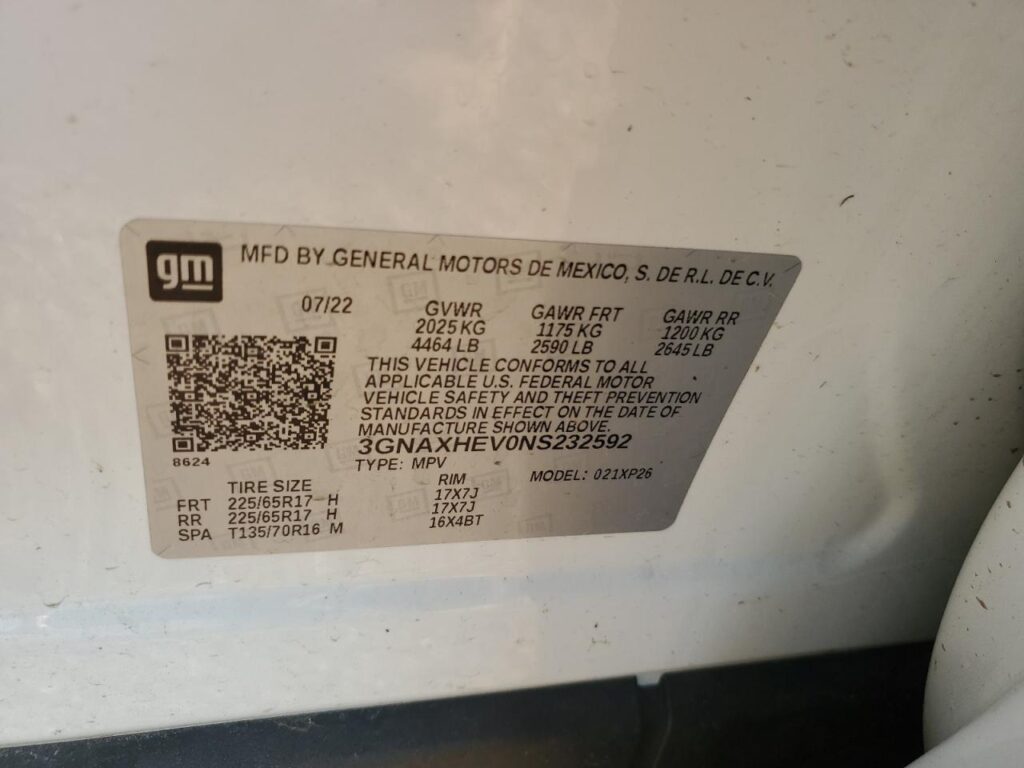 gm MFD BY GENERAL MOTORS DE MEXICO, S. DE R.L. DE C.V.
07/22 GVWR GAWR FRT GAWR RR
2025 KG 1175 KG 1200 KG
4464 LB 2590 LB 2645 LB
THIS VEHICLE CONFORMS TO ALL
APPLICABLE U.S. FEDERAL MOTOR
VEHICLE SAFETY AND THEFT PREVENTION
STANDARDS IN EFFECT ON THE DATE OF
MANUFACTURE SHOWN ABOVE.
3GNAXHEV0NS232592
8624
TYPE: MPV MODEL: 021XP26
TIRE SIZE RIM
FRT 225/65R17 H 17X7J
RR 225/65R17 H 17X7J
SPA T135/70R16 M 16X4BT